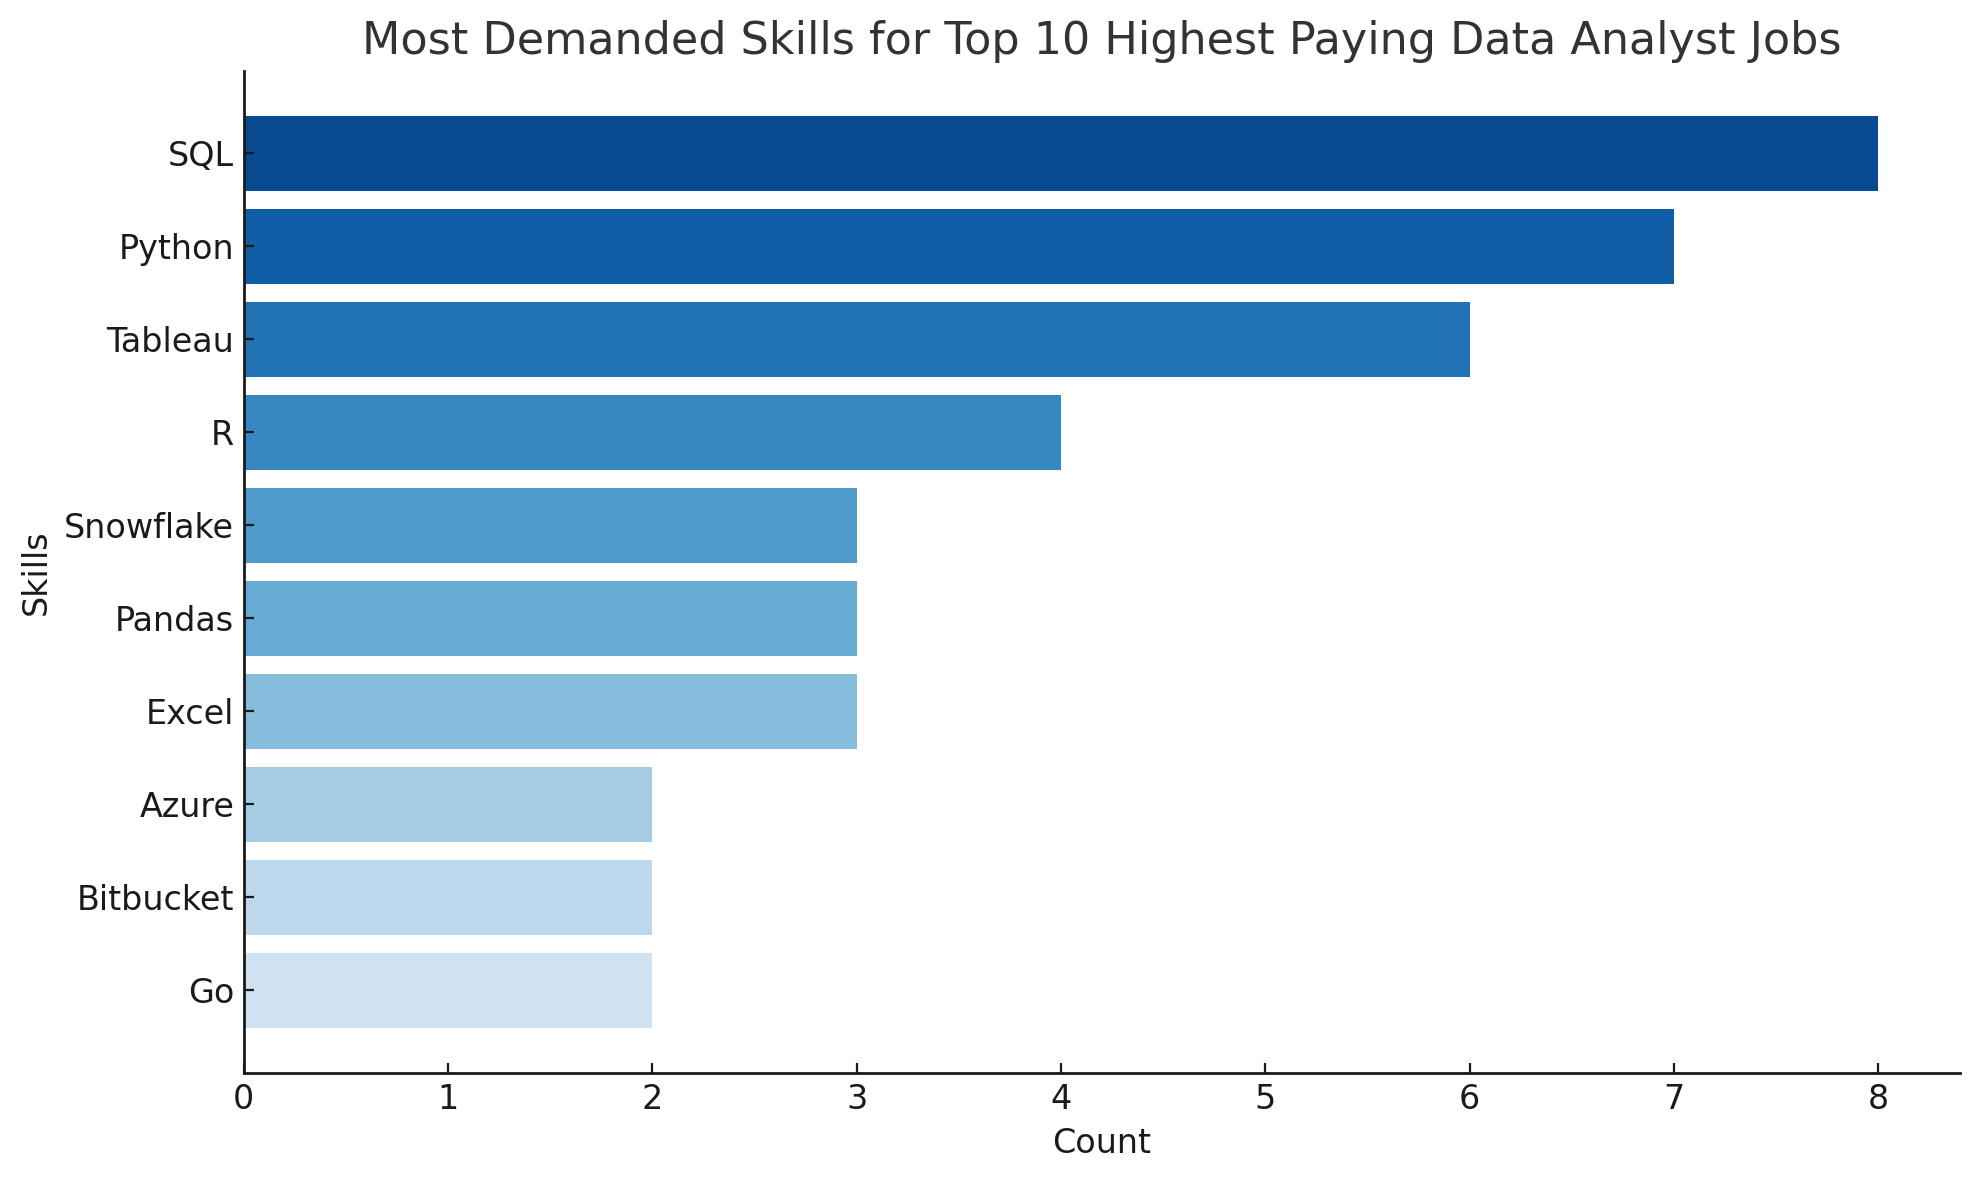 Most Demanded Skills for Top 10 Highest Paying Data Analyst Jobs
Skills
SQL
Python
Tableau
R
Snowflake
Pandas
Excel
Azure
Bitbucket
Go
0 1 2 3 4 5 6 7 8
Count